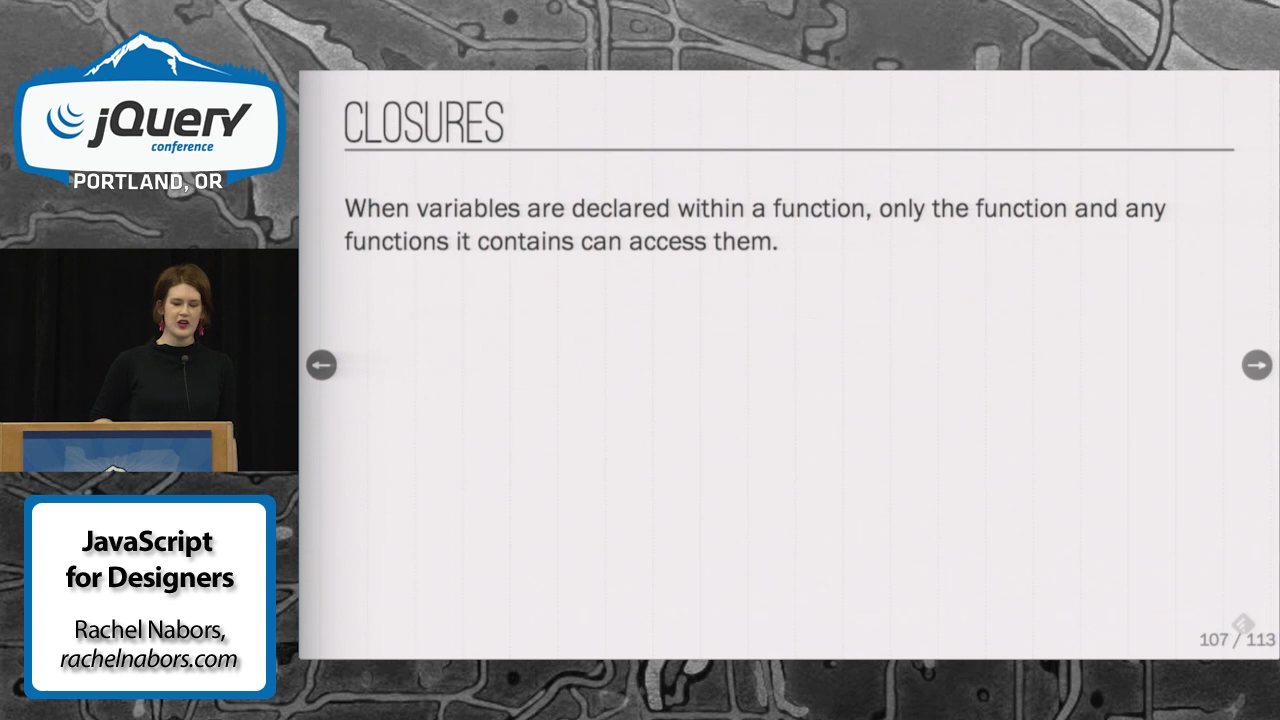 jQuery
conference
PORTLAND, OR
CLOSURES
When variables are declared within a function, only the function and any
functions it contains can access them.
107 / 113
JavaScript
for Designers
Rachel Nabors,
rachelnabors.com